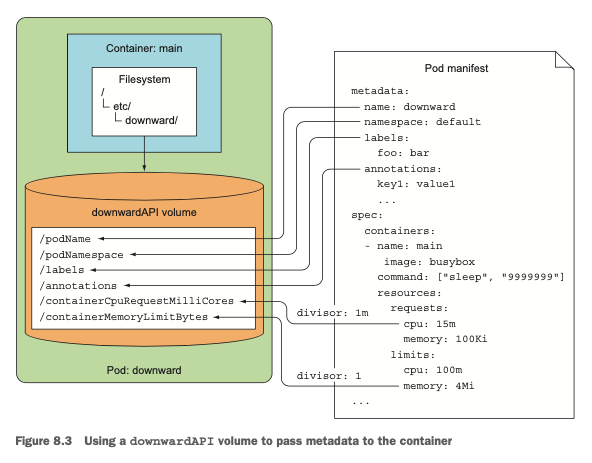 Container: main
Filesystem
/
etc/
downward/
downwardAPI volume
/podName
/podNamespace
/labels
/annotations
/containerCpuRequestMilliCores
/containerMemoryLimitBytes
Pod: downward
divisor: 1m
divisor: 1
Pod manifest
metadata:
name: downward
namespace: default
labels:
foo: bar
annotations:
key1: value1
...
spec:
containers:
- name: main
image: busybox
command: ["sleep", "9999999"]
resources:
requests:
cpu: 15m
memory: 100Ki
limits:
cpu: 100m
memory: 4Mi
...
Figure 8.3 Using a downwardAPI volume to pass metadata to the container